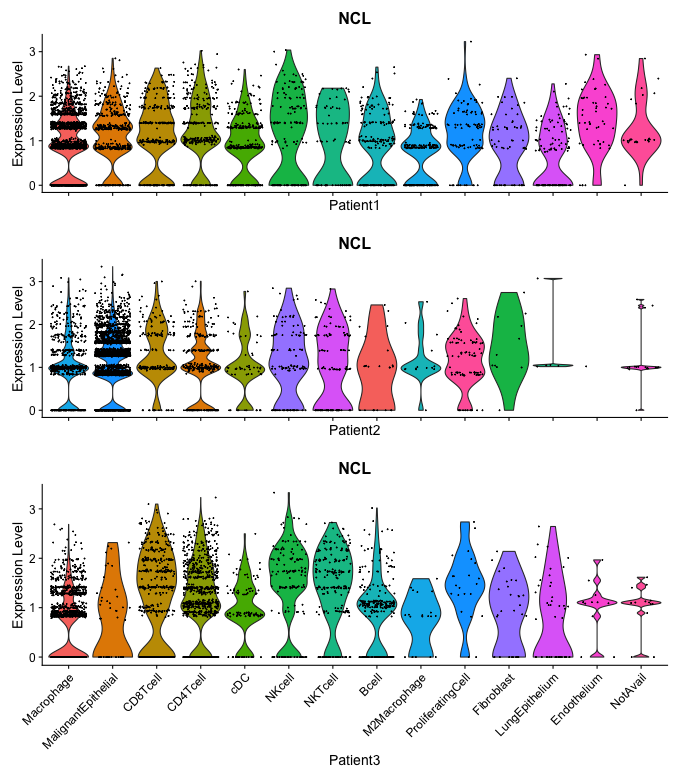 NCL
Expression Level
3
2
1
0
Patient1
NCL
Expression Level
3
2
1
0
Patient2
NCL
Expression Level
3
2
1
0
Macrophage
MalignantEpithelial
CD8Tcell
CD4Tcell
cDC
NKcell
NKTcell
Bcell
M2Macrophage
ProliferatingCell
Fibroblast
LungEpithelium
Endothelium
NotAvail
Patient3